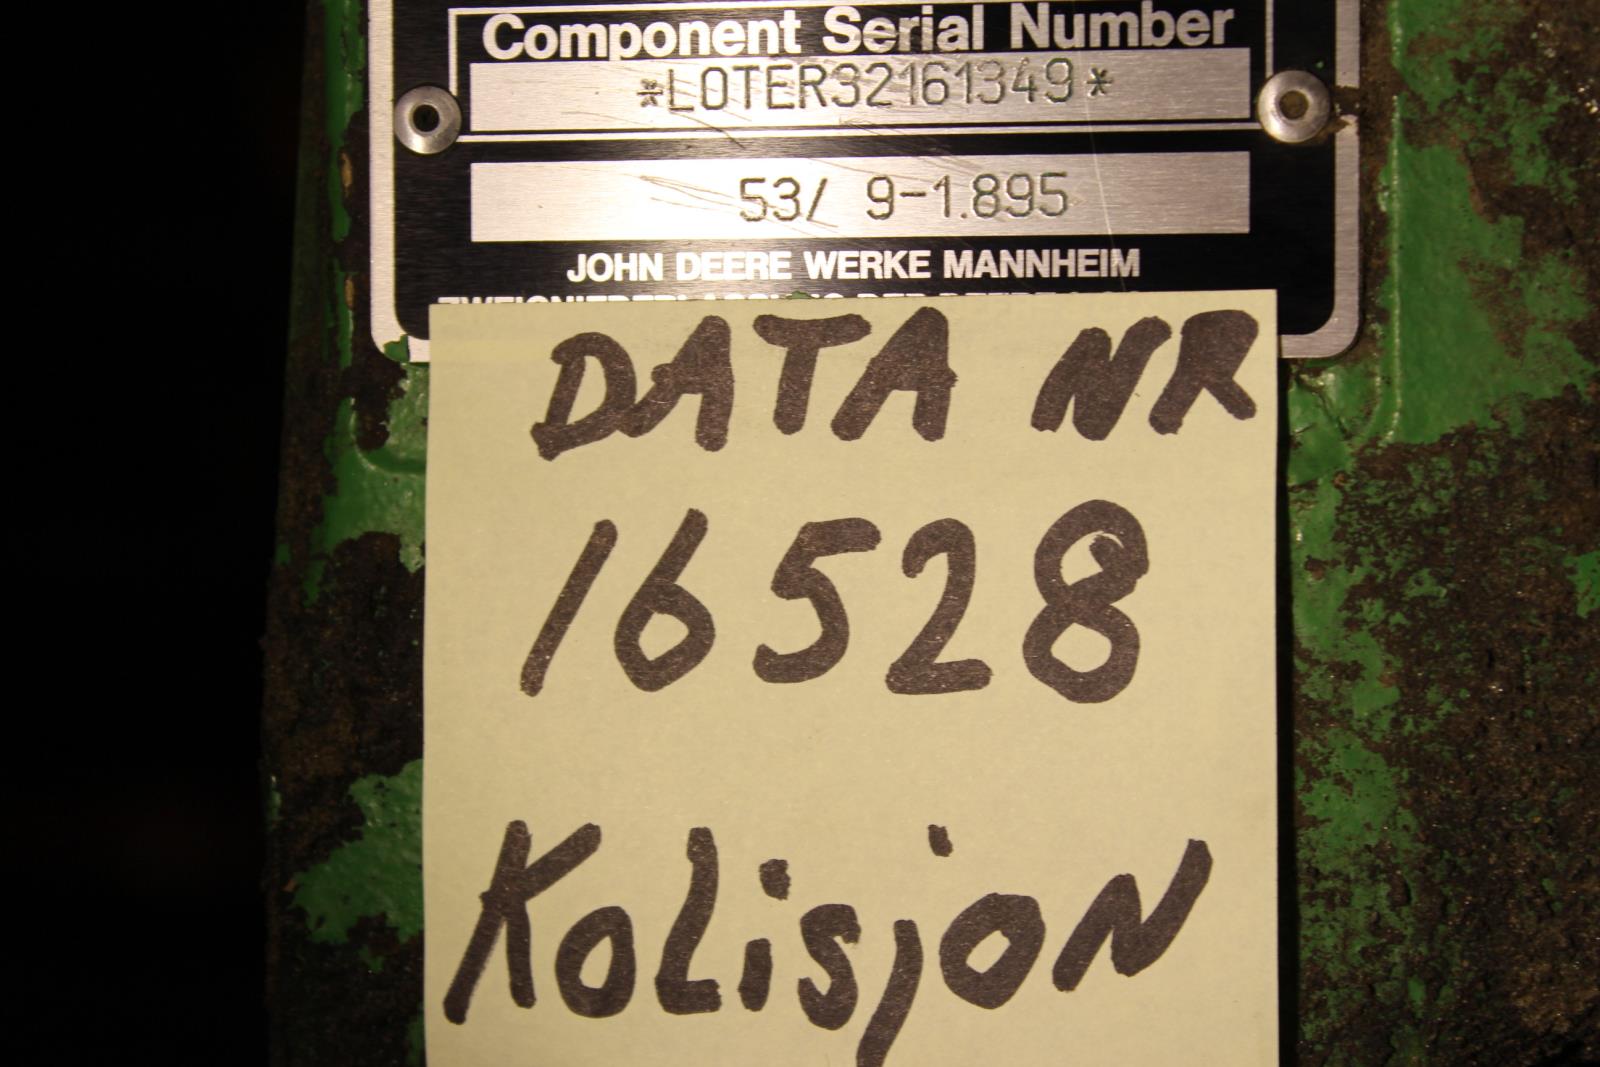 Component Serial Number
*L0TER32161349*
53/ 9-1.895
JOHN DEERE WERKE MANNHEIM
DATA NR
16528
Kolisjon